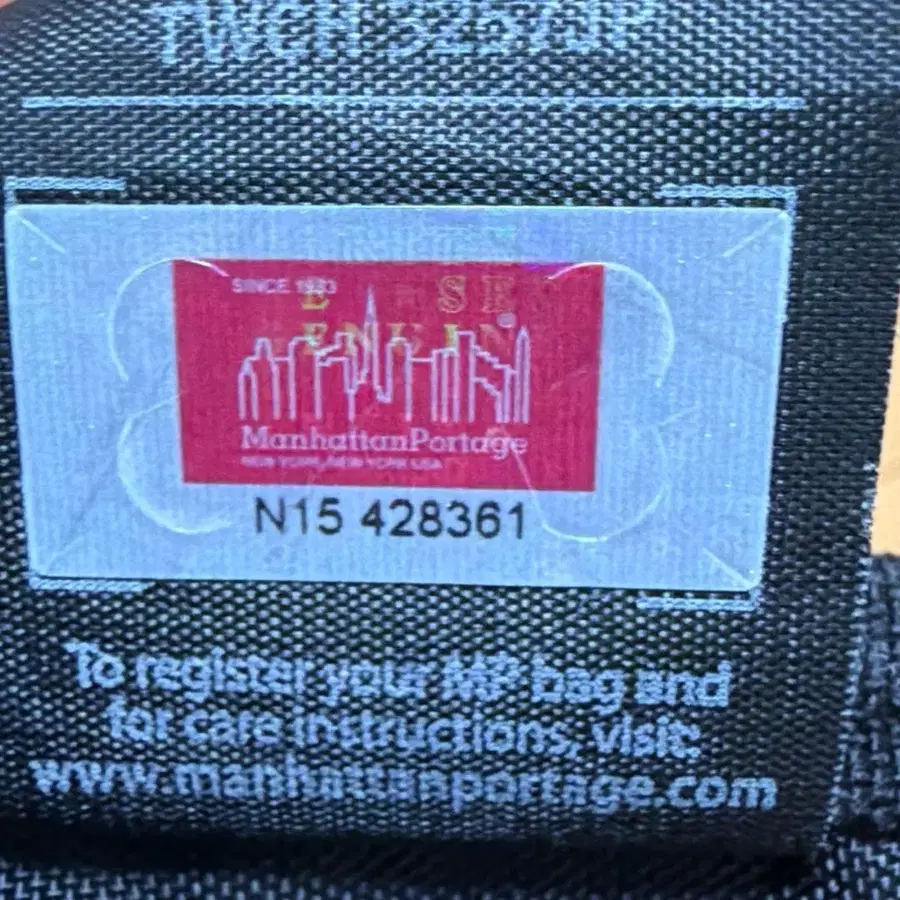 SINCE 1983
ManhattanPortage
NEW YORK, NEW YORK USA
N15 428361
To register your MP bag and
for care instructions, visit:
www.manhattanportage.com